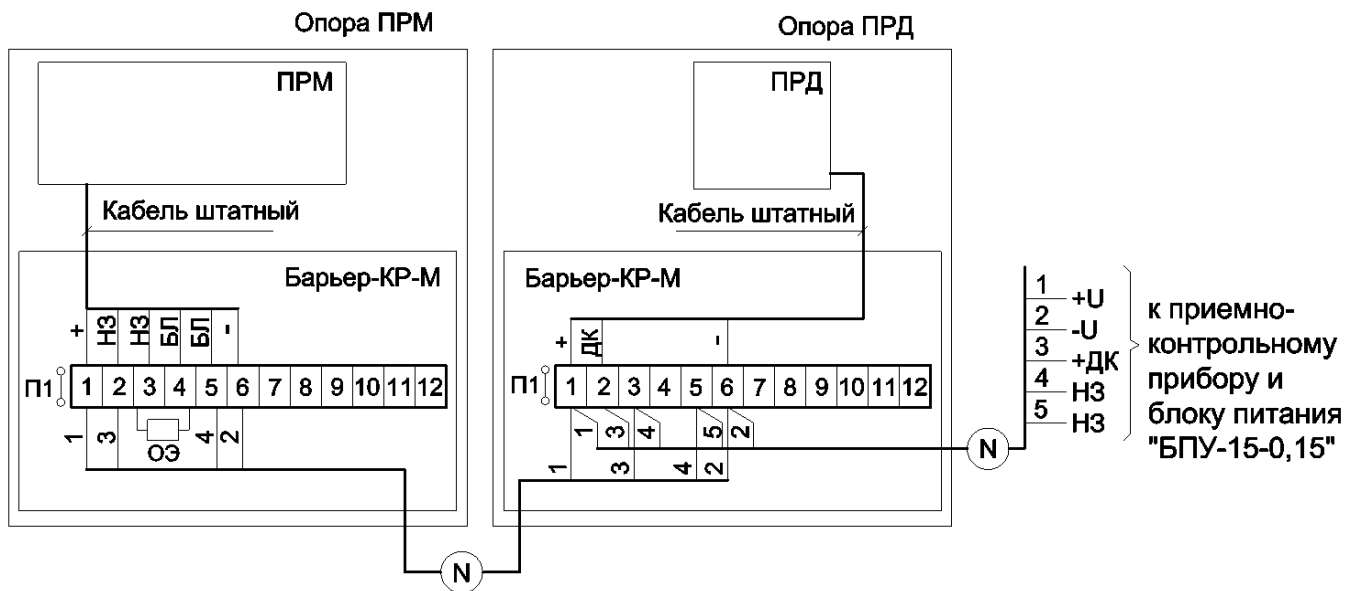 Опора ПРМ
Опора ПРД
ПРМ
ПРД
Кабель штатный
Кабель штатный
Барьер-КР-М
Барьер-КР-М
+ НЗ НЗ БЛ БЛ -
+ ДК -
П1 1 2 3 4 5 6 7 8 9 10 11 12
П1 1 2 3 4 5 6 7 8 9 10 11 12
1 3 ОЭ 4 2
1 3 4 5 2
1 3 4 2
N
N
1 +U
2 -U
3 +ДК
4 НЗ
5 НЗ
к приемно-
контрольному
прибору и
блоку питания
"БПУ-15-0,15"